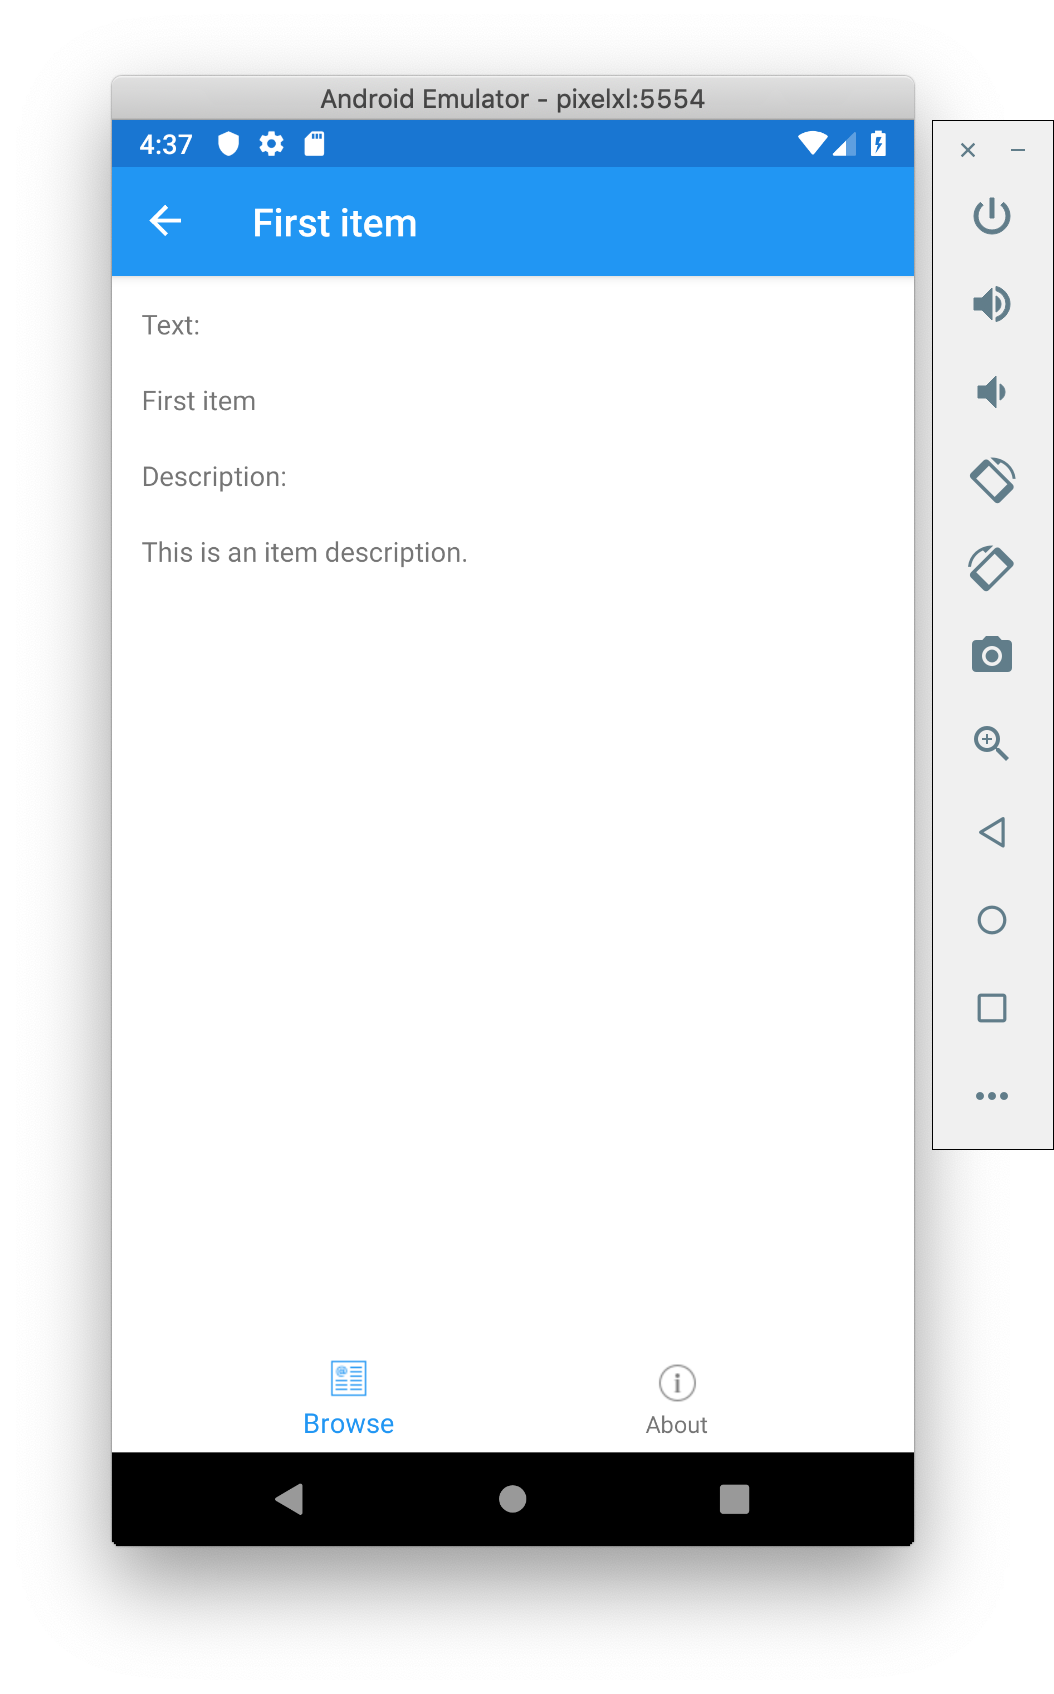 Android Emulator - pixelxl:5554
4:37
First item
Text:
First item
Description:
This is an item description.
Browse
About